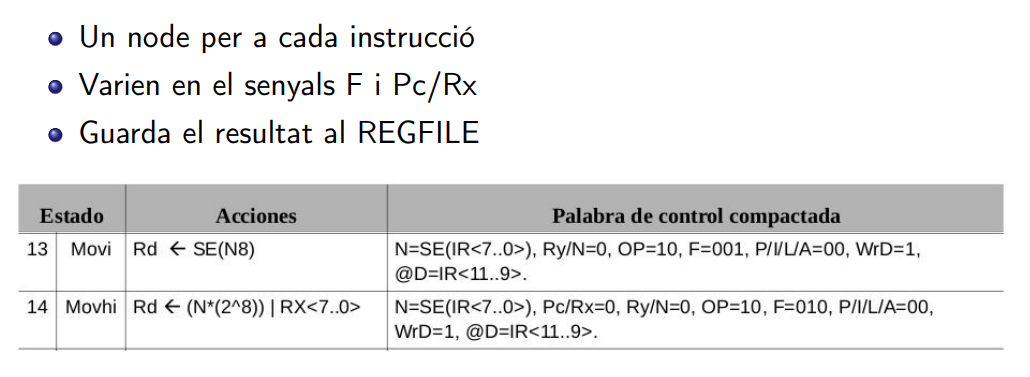 Un node per a cada instrucció
Varien en el senyals F i Pc/Rx
Guarda el resultat al REGFILE
Estado Acciones Palabra de control compactada
13 Movi Rd ← SE(N8) N=SE(IR<7..0>), Ry/N=0, OP=10, F=001, P/I/L/A=00, WrD=1,
@D=IR<11..9>.
14 Movhi Rd ← (N*(2^8)) | RX<7..0> N=SE(IR<7..0>), Pc/Rx=0, Ry/N=0, OP=10, F=010, P/I/L/A=00,
WrD=1, @D=IR<11..9>.